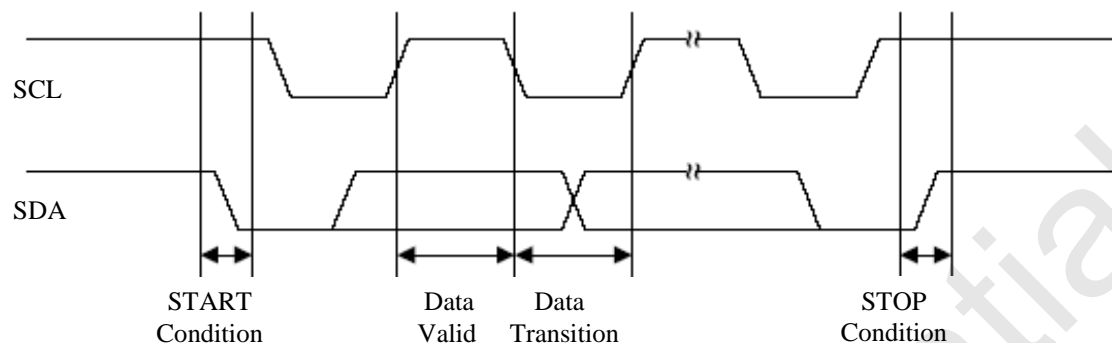 SCL
SDA
START
Condition
Data
Valid
Data
Transition
STOP
Condition